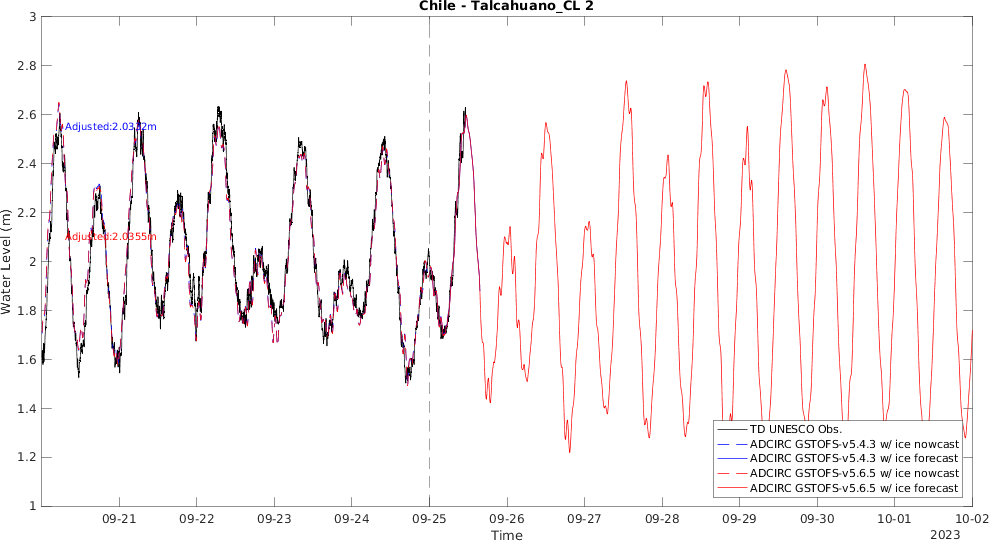 Chile - Talcahuano_CL 2
3
2.8
2.6
2.4
2.2
2
1.8
1.6
1.4
1.2
1
Water Level (m)
Adjusted:2.0312m
Adjusted:2.0355m
TD UNESCO Obs.
ADCIRC GSTOFS-v5.4.3 w/ ice nowcast
ADCIRC GSTOFS-v5.4.3 w/ ice forecast
ADCIRC GSTOFS-v5.6.5 w/ ice nowcast
ADCIRC GSTOFS-v5.6.5 w/ ice forecast
09-21 09-22 09-23 09-24 09-25 09-26 09-27 09-28 09-29 09-30 10-01 10-02
Time
2023